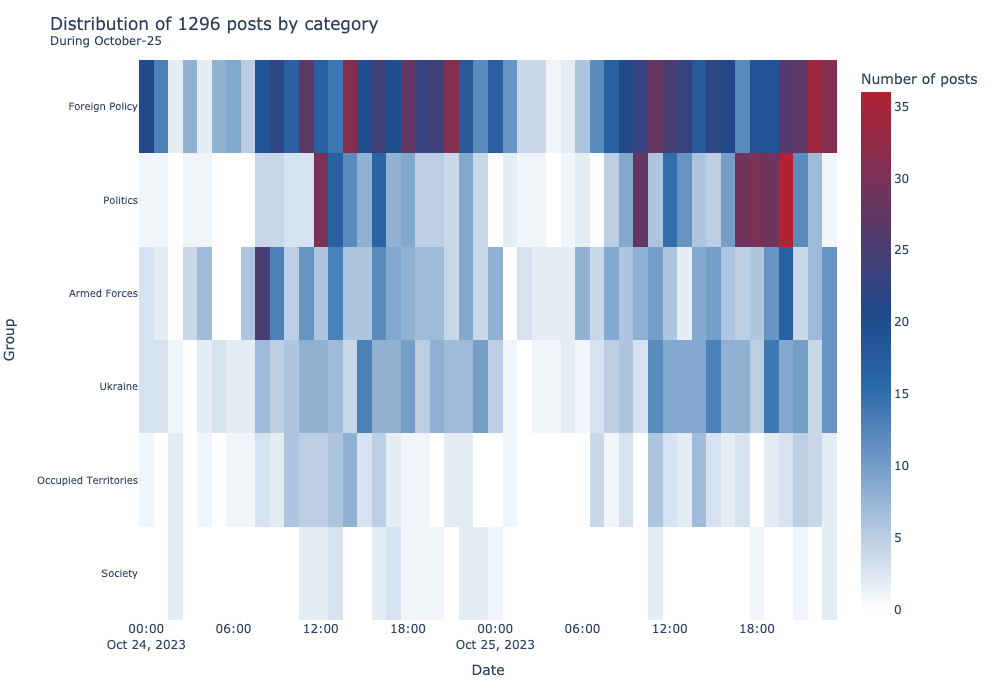 Distribution of 1296 posts by category
During October-25
Number of posts
Foreign Policy
Politics
Armed Forces
Ukraine
Occupied Territories
Society
Group
35
30
25
20
15
10
5
0
00:00 06:00 12:00 18:00 00:00 06:00 12:00 18:00
Oct 24, 2023 Oct 25, 2023
Date